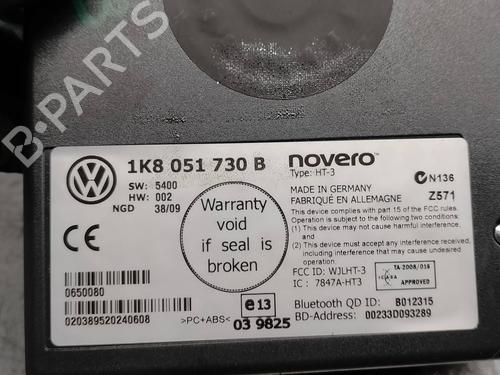 B-PARTS
1K8 051 730 B
novero
Type: HT-3
N136
SW: 5400
HW: 002
NGD 38/09
MADE IN GERMANY
FABRIQUÉ EN ALLEMAGNE
Z571
Warranty
void
if seal is
broken
This device complies with part 15 of the FCC rules.
Operation is subject to the following two conditions:
(1) This device may not cause harmful interference,
and
(2) This device must accept any interference received,
including interference that may cause undesired
operation.
CE
FCC ID: WJLHT-3
IC : 7847A-HT3
TA-2008/018
ICASA
APPROVED
0650080
020389520240608
e13
>PC+ABS<
03 9825
Bluetooth QD ID: B012315
BD-Address: 00233D093289